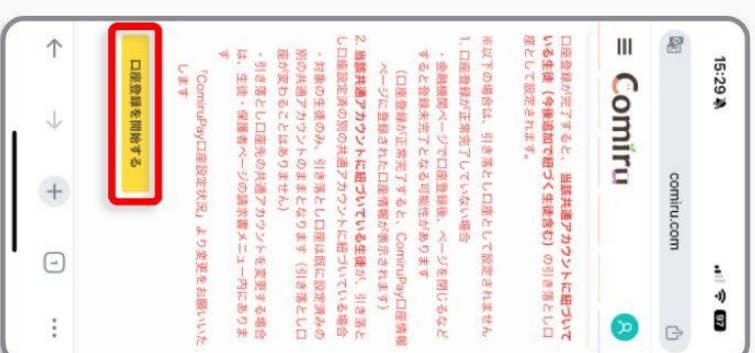 15:29
97
comiru.com
Comiru
口座登録が完了すると、当該共通アカウントに紐づいて
いる生徒（今後追加で紐づく生徒含む）の引き落とし口
座として設定されます。
※以下の場合は、引き落とし口座として設定されません
1. 口座登録が正常完了していない場合
・金融機関ページで口座登録後、ページを閉じるなど
すると登録未完了となる可能性があります
（口座登録が正常完了すると、ComiruPay口座情報
ページに登録された口座情報が表示されます）
2. 当該共通アカウントに紐づいている生徒が、引き落と
し口座設定済の別の共通アカウントに紐づいている場合
・対象の生徒のみ、引き落とし口座は既に設定済みの
別の共通アカウントのままとなります（引き落とし口
座が変わることはありません）
・引き落とし口座先の共通アカウントを変更する場合
は、生徒・保護者ページの請求書メニュー内にありま
す
「ComiruPay口座設定状況」より変更をお願いいた
します
口座登録を開始する
1